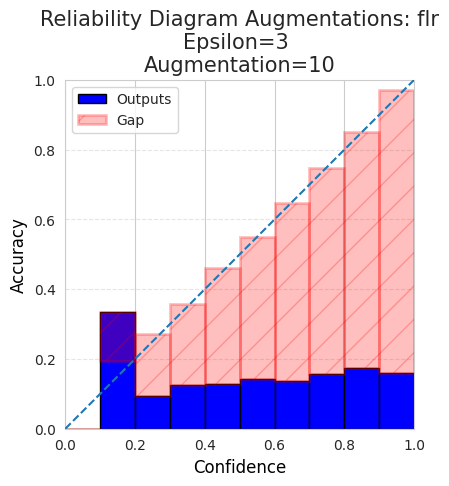 Reliability Diagram Augmentations: flr
Epsilon=3
Augmentation=10
1.0
0.8
0.6
0.4
0.2
0.0
Accuracy
Outputs
Gap
0.0 0.2 0.4 0.6 0.8 1.0
Confidence